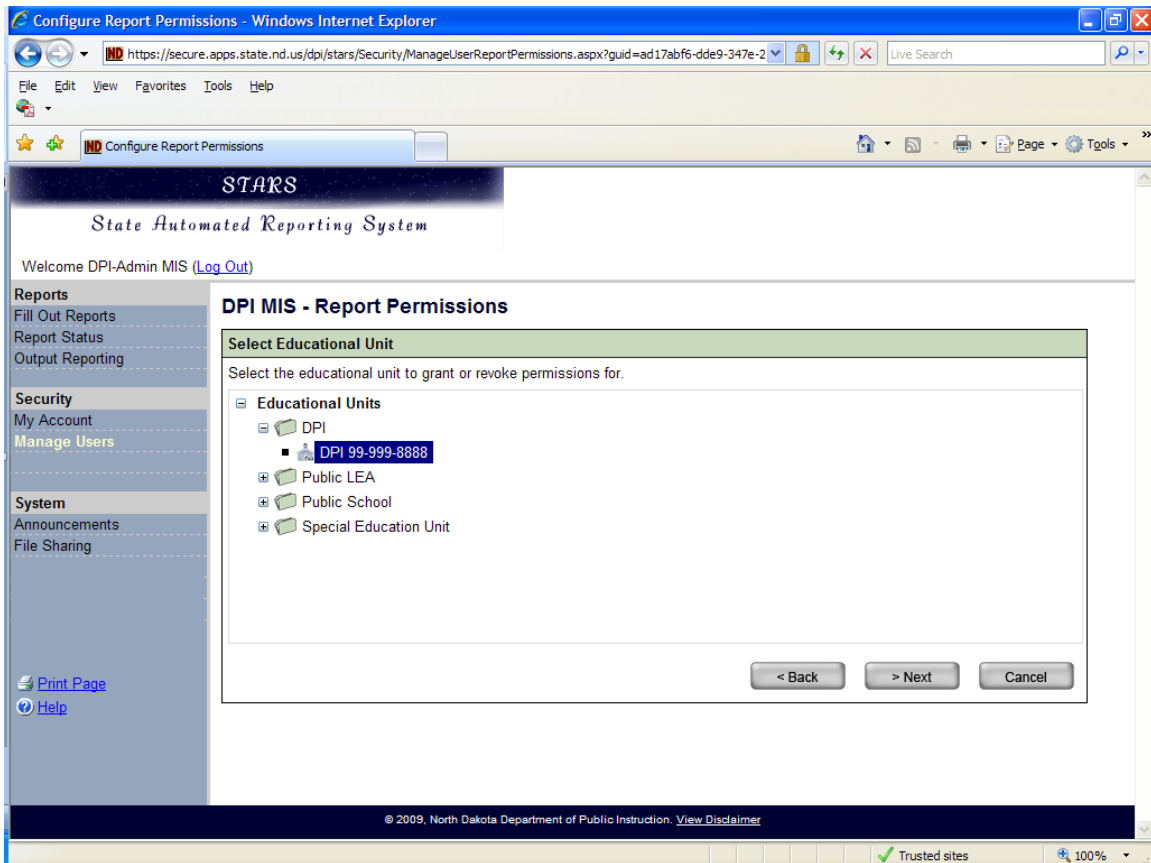 Configure Report Permissions - Windows Internet Explorer
https://secure.apps.state.nd.us/dpi/stars/Security/ManageUserReportPermissions.aspx?guid=ad17abf6-dde9-347e-2
Live Search
File Edit View Favorites Tools Help
ND Configure Report Permissions
Page Tools »
STARS
State Automated Reporting System
Welcome DPI-Admin MIS (Log Out)
Reports
Fill Out Reports
Report Status
Output Reporting
Security
My Account
Manage Users
System
Announcements
File Sharing
Print Page
Help
DPI MIS - Report Permissions
Select Educational Unit
Select the educational unit to grant or revoke permissions for.
Educational Units
DPI
DPI 99-999-8888
Public LEA
Public School
Special Education Unit
< Back > Next Cancel
© 2009, North Dakota Department of Public Instruction. View Disclaimer
Trusted sites 100%